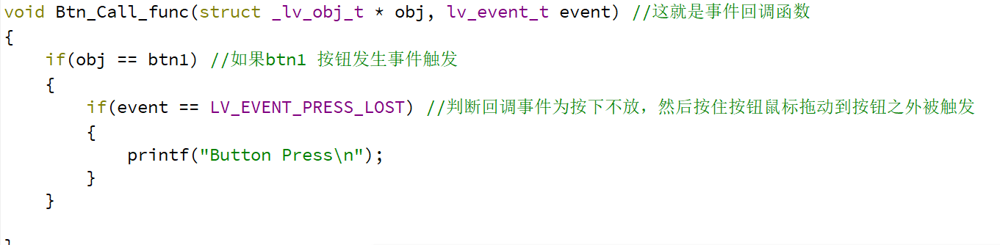 void Btn_Call_func(struct _lv_obj_t * obj, lv_event_t event) //这就是事件回调函数
{
    if(obj == btn1) //如果btn1 按钮发生事件触发
    {
        if(event == LV_EVENT_PRESS_LOST) //判断回调事件为按下不放，然后按住按钮鼠标拖动到按钮之外被触发
        {
            printf("Button Press\n");
        }
    }
}